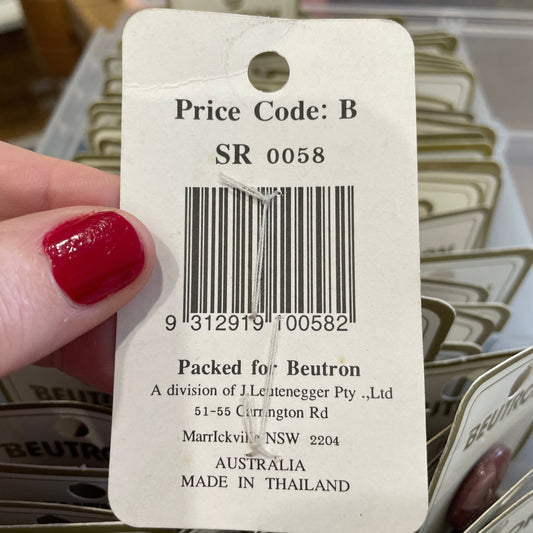 Price Code: B
SR 0058
9 312919 100582
Packed for Beutron
A division of J.Leutenegger Pty .,Ltd
51-55 Carrington Rd
MarrIckville NSW 2204
AUSTRALIA
MADE IN THAILAND
BEUTRON
BEUTRON